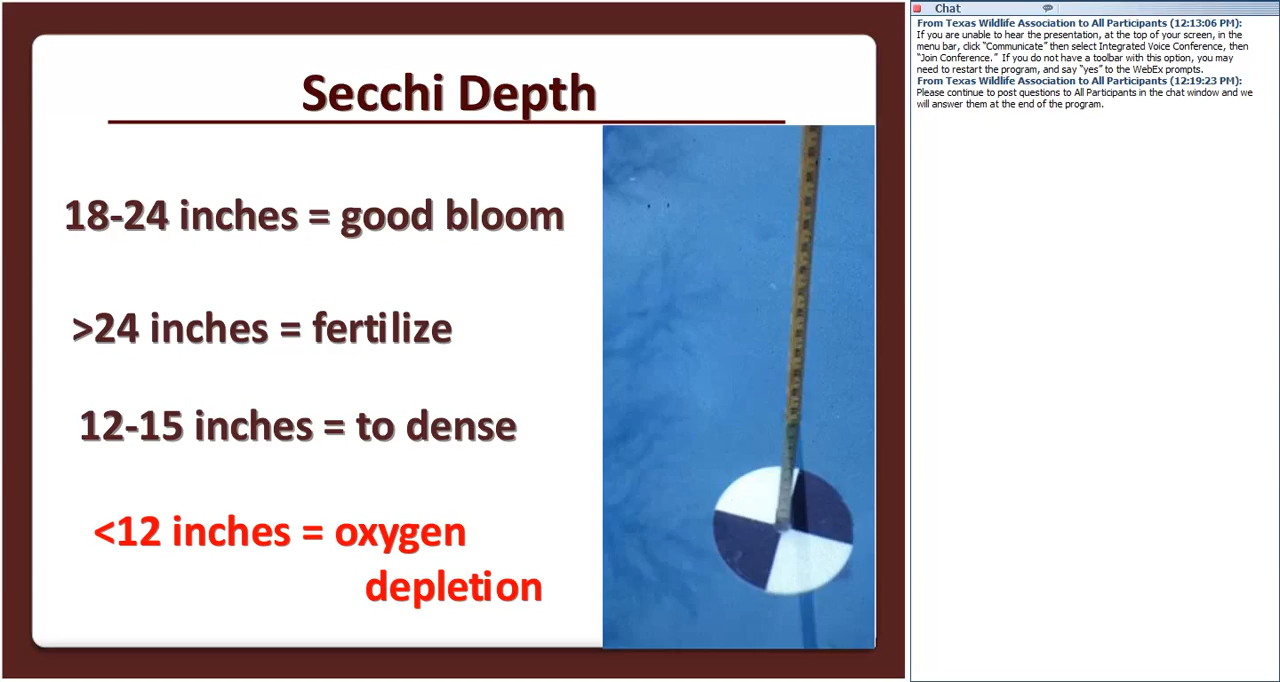 Secchi Depth
18-24 inches = good bloom
>24 inches = fertilize
12-15 inches = to dense
<12 inches = oxygen
depletion
Chat
From Texas Wildlife Association to All Participants (12:13:06 PM):
If you are unable to hear the presentation, at the top of your screen, in the
menu bar, click "Communicate" then select Integrated Voice Conference, then
"Join Conference." If you do not have a toolbar with this option, you may
need to restart the program, and say "yes" to the WebEx prompts.
From Texas Wildlife Association to All Participants (12:19:23 PM):
Please continue to post questions to All Participants in the chat window and we
will answer them at the end of the program.